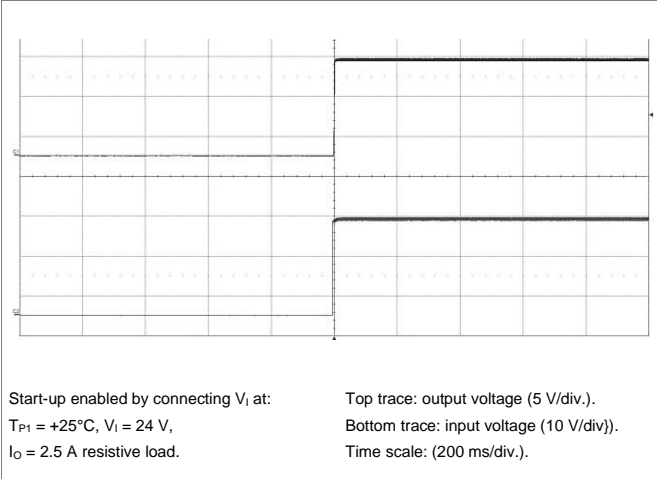 Start-up enabled by connecting VI at:
TP1 = +25°C, VI = 24 V,
IO = 2.5 A resistive load.
Top trace: output voltage (5 V/div.).
Bottom trace: input voltage (10 V/div}).
Time scale: (200 ms/div.).